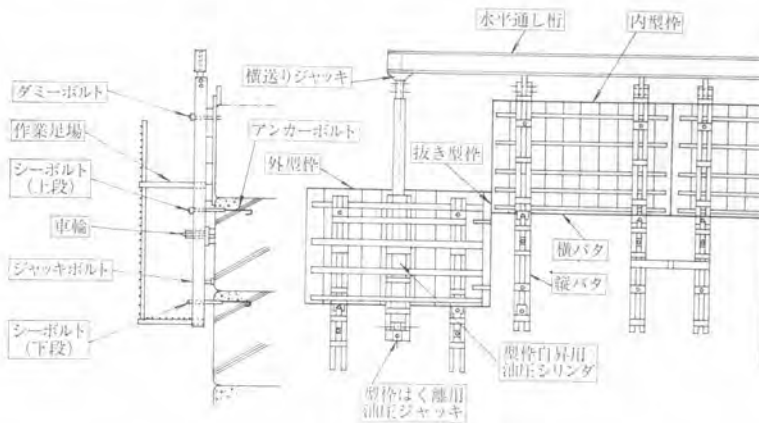 水平通し桁
内型枠
横送りジャッキ
ダミーボルト
作業足場
アンカーボルト
シーボルト
(上段)
外型枠
抜き型枠
車輪
ジャッキボルト
横バタ
縦バタ
シーボルト
(下段)
型枠自昇用
油圧シリンダ
型枠はく離用
油圧ジャッキ